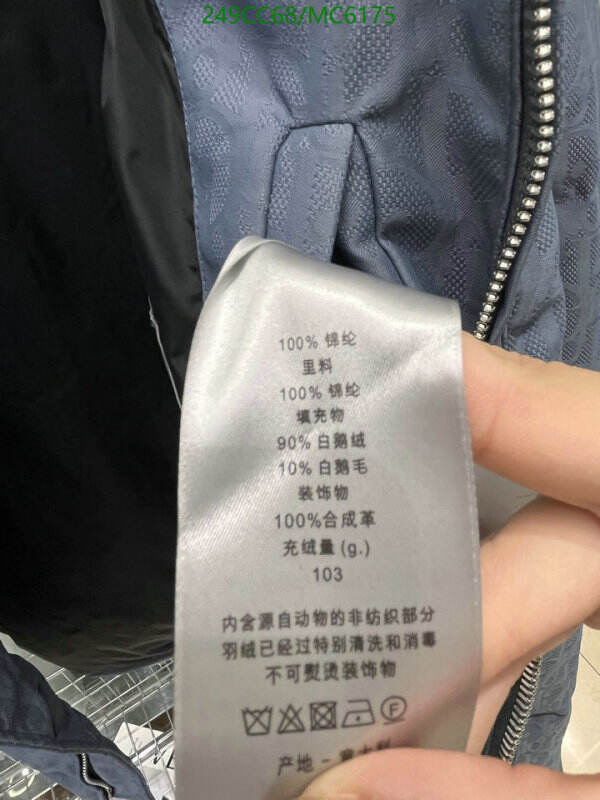 249CC68/MC6175
100% 锦纶
里料
100% 锦纶
填充物
90% 白鹅绒
10% 白鹅毛
装饰物
100%合成革
充绒量 (g.)
103
内含源自动物的非纺织部分
羽绒已经过特别清洗和消毒
不可熨烫装饰物
F
产地 - 意大利